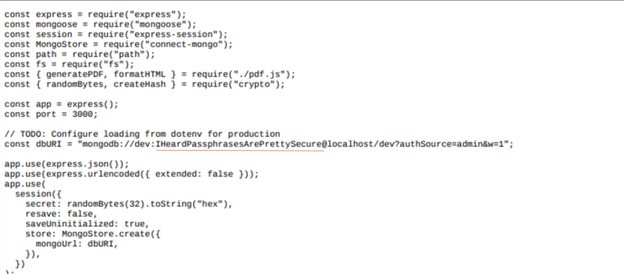 const express = require("express");
const mongoose = require("mongoose");
const session = require("express-session");
const MongoStore = require("connect-mongo");
const path = require("path");
const fs = require("fs");
const { generatePDF, formatHTML } = require("./pdf.js");
const { randomBytes, createHash } = require("crypto");

const app = express();
const port = 3000;

// TODO: Configure loading from dotenv for production
const dbURI = "mongodb://dev:IHeardPassphrasesArePrettySecure@localhost/dev?authSource=admin&w=1";

app.use(express.json());
app.use(express.urlencoded({ extended: false }));
app.use(
  session({
    secret: randomBytes(32).toString("hex"),
    resave: false,
    saveUninitialized: true,
    store: MongoStore.create({
      mongoUrl: dbURI,
    }),
  })